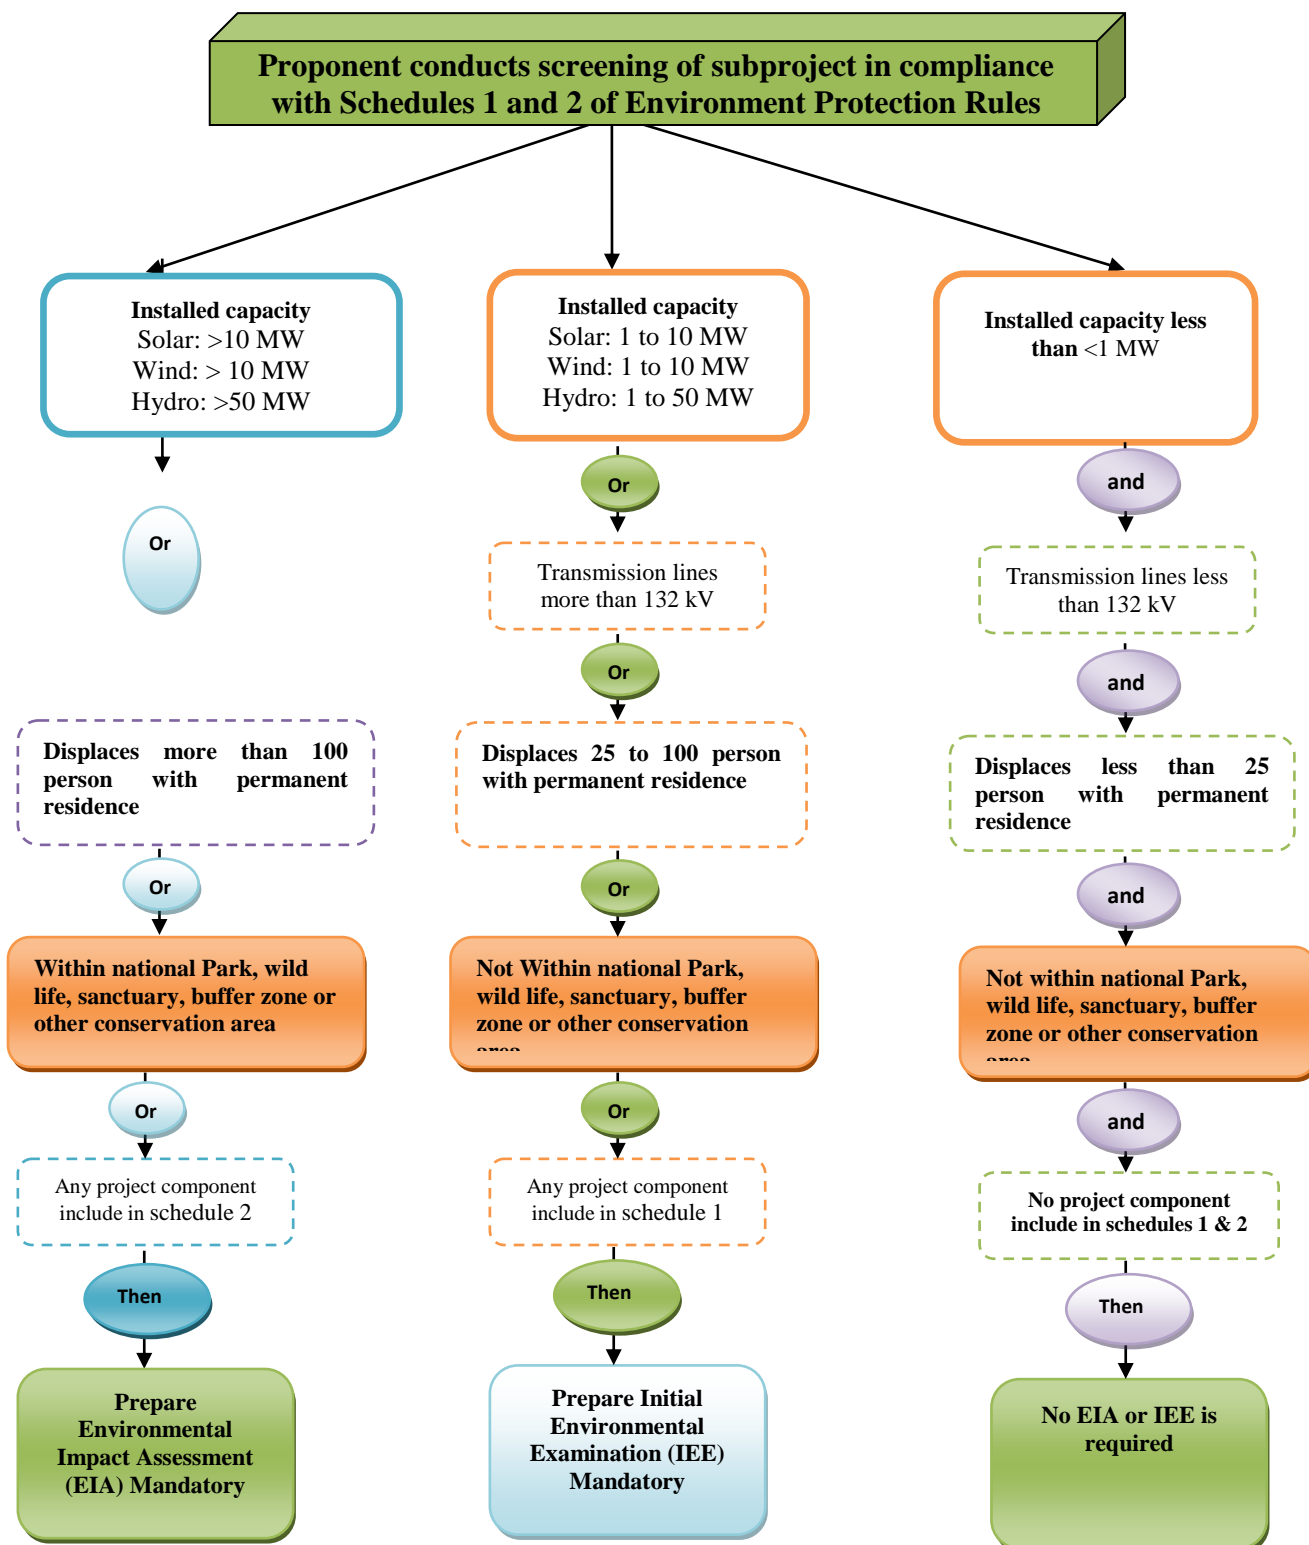 Proponent conducts screening of subproject in compliance
with Schedules 1 and 2 of Environment Protection Rules
Installed capacity
Solar: >10 MW
Wind: > 10 MW
Hydro: >50 MW
Or
Displaces more than 100
person with permanent
residence
Or
Within national Park, wild
life, sanctuary, buffer zone or
other conservation area
Or
Any project component
include in schedule 2
Then
Prepare
Environmental
Impact Assessment
(EIA) Mandatory
Installed capacity
Solar: 1 to 10 MW
Wind: 1 to 10 MW
Hydro: 1 to 50 MW
Or
Transmission lines
more than 132 kV
Or
Displaces 25 to 100 person
with permanent residence
Or
Not Within national Park,
wild life, sanctuary, buffer
zone or other conservation
area
Or
Any project component
include in schedule 1
Then
Prepare Initial
Environmental
Examination (IEE)
Mandatory
Installed capacity less
than <1 MW
and
Transmission lines less
than 132 kV
and
Displaces less than 25
person with permanent
residence
and
Not within national Park,
wild life, sanctuary, buffer
zone or other conservation
area
and
No project component
include in schedules 1 & 2
Then
No EIA or IEE is
required